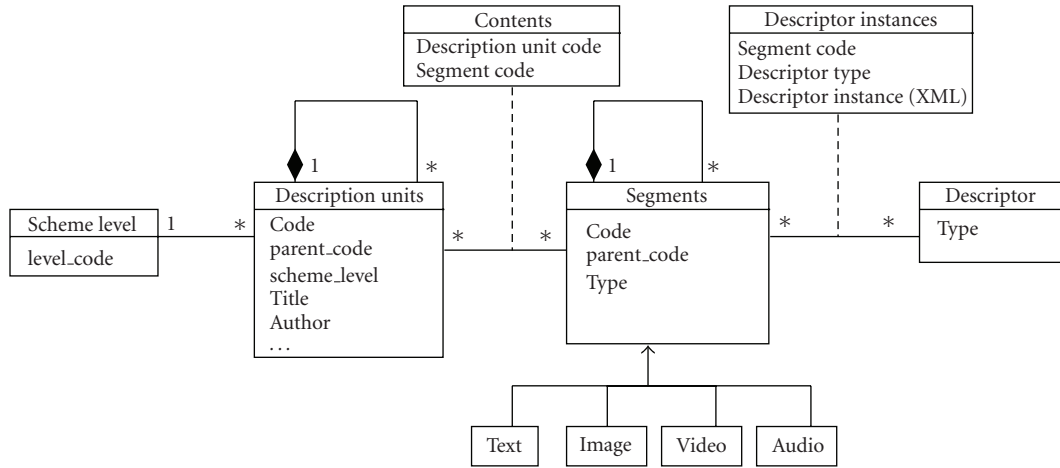 Contents
Description unit code
Segment code
Descriptor instances
Segment code
Descriptor type
Descriptor instance (XML)
1
*
1
*
Scheme level
level_code
1
*
Description units
Code
parent_code
scheme_level
Title
Author
...
*
*
Segments
Code
parent_code
Type
*
*
Descriptor
Type
Text
Image
Video
Audio